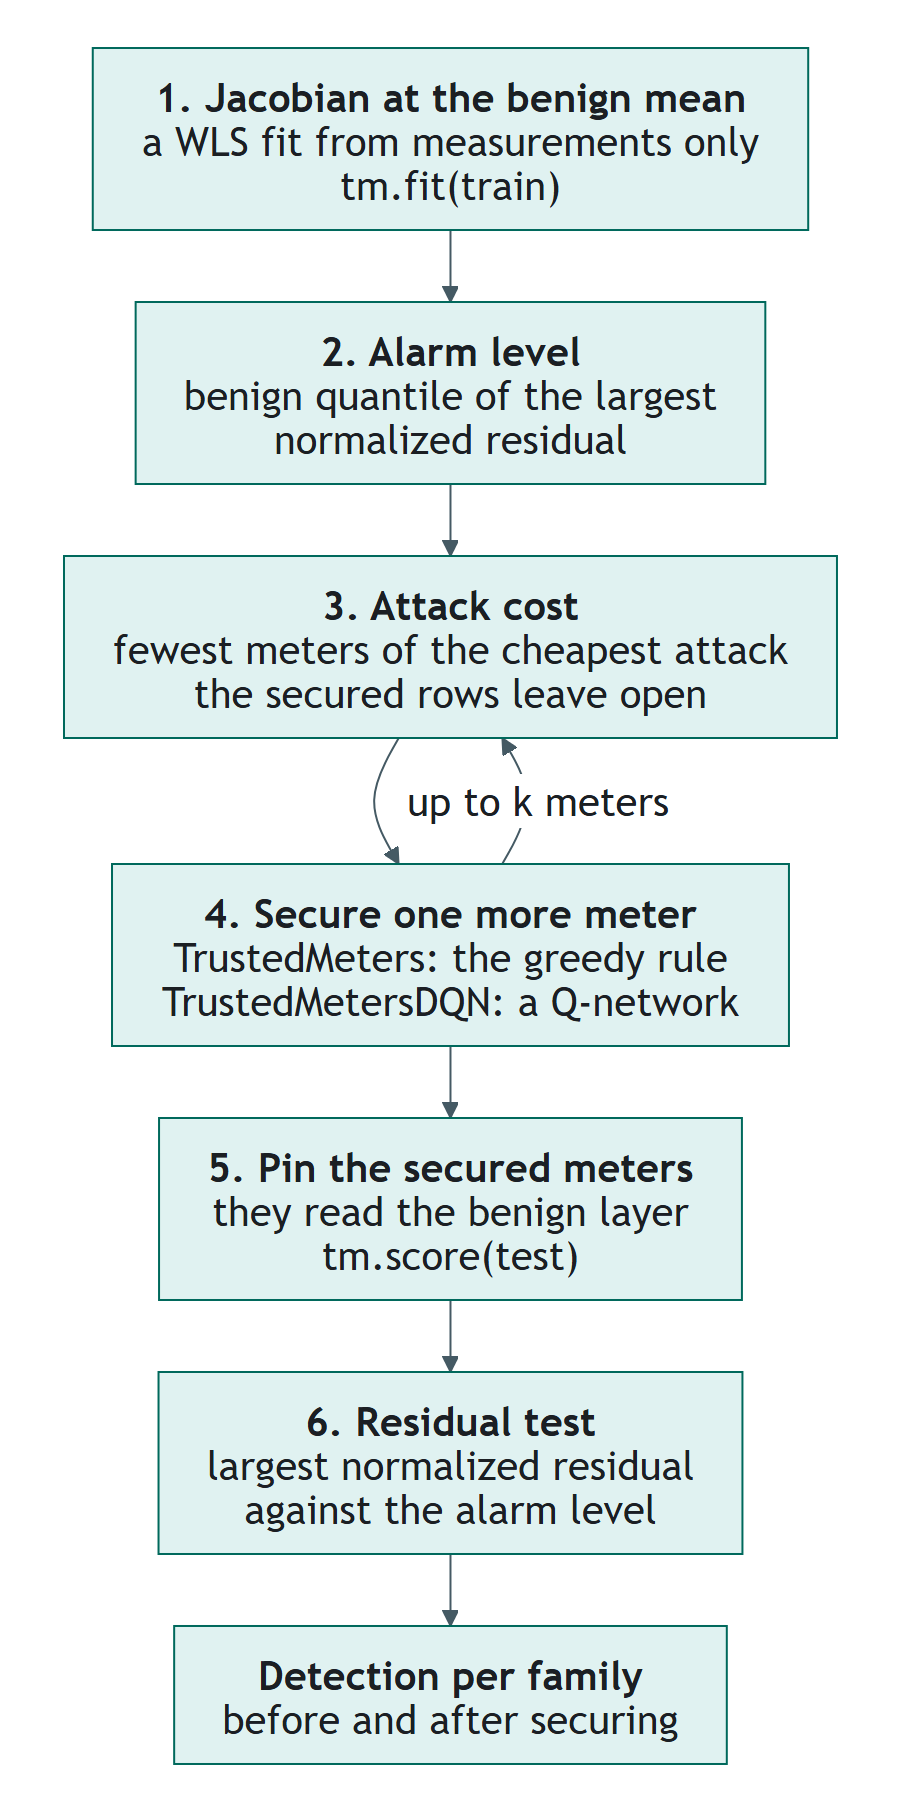 1. Jacobian at the benign mean
a WLS fit from measurements only
tm.fit(train)
2. Alarm level
benign quantile of the largest
normalized residual
3. Attack cost
fewest meters of the cheapest attack
the secured rows leave open
up to k meters
4. Secure one more meter
TrustedMeters: the greedy rule
TrustedMetersDQN: a Q-network
5. Pin the secured meters
they read the benign layer
tm.score(test)
6. Residual test
largest normalized residual
against the alarm level
Detection per family
before and after securing